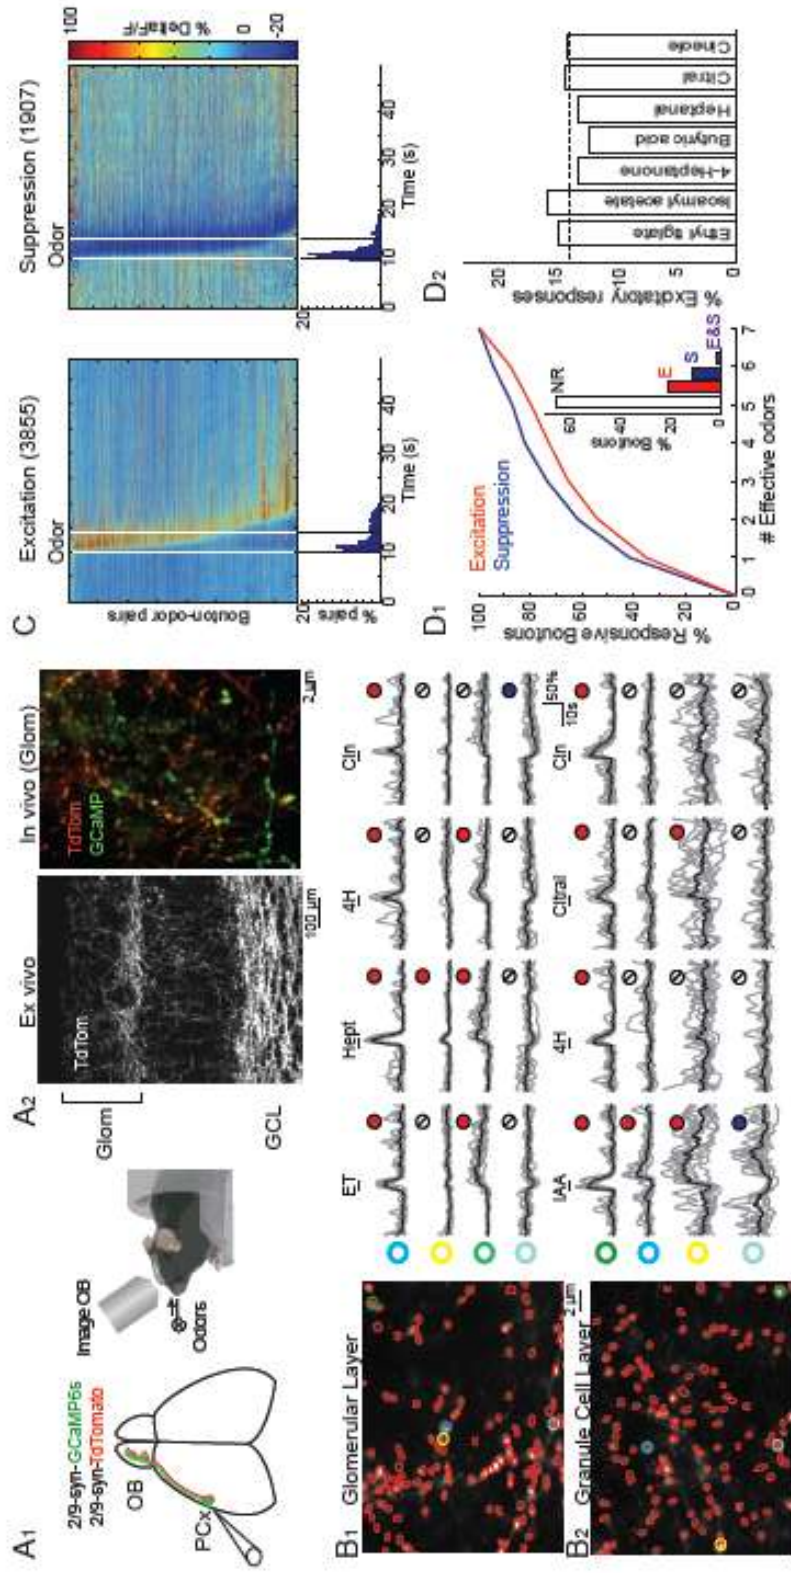 A1
2/9-syn-GCaMP6s
2/9-syn-TdTomato
OB
PCx
Image OB
Odors
A2
Ex vivo
In vivo (Glom)
Glom
GCL
TdTom
100 µm
TdTom
GCaMP
2µm
B1 Glomerular Layer
ET
Hept
4H
Cin
50%
10s
2 µm
B2 Granule Cell Layer
IAA
4H
Citral
Cin
C
Excitation (3855)
Odor
Bouton-odor pairs
20
% pairs
0 10 20 30 40
Time (s)
Suppression (1907)
Odor
20
0 10 20 30 40
Time (s)
100
% DeltaF/F
0
-20
D1
Excitation
Suppression
% Responsive Boutons
100
80
60
40
20
0
0 1 2 3 4 5 6 7
# Effective odors
% Boutons
60
40
20
0
NR
E
S
E&S
D2
% Excitatory responses
20
15
10
5
0
Ethyl tiglate
Isoamyl acetate
4-Heptanone
Butyric acid
Heptanal
Citral
Cineole